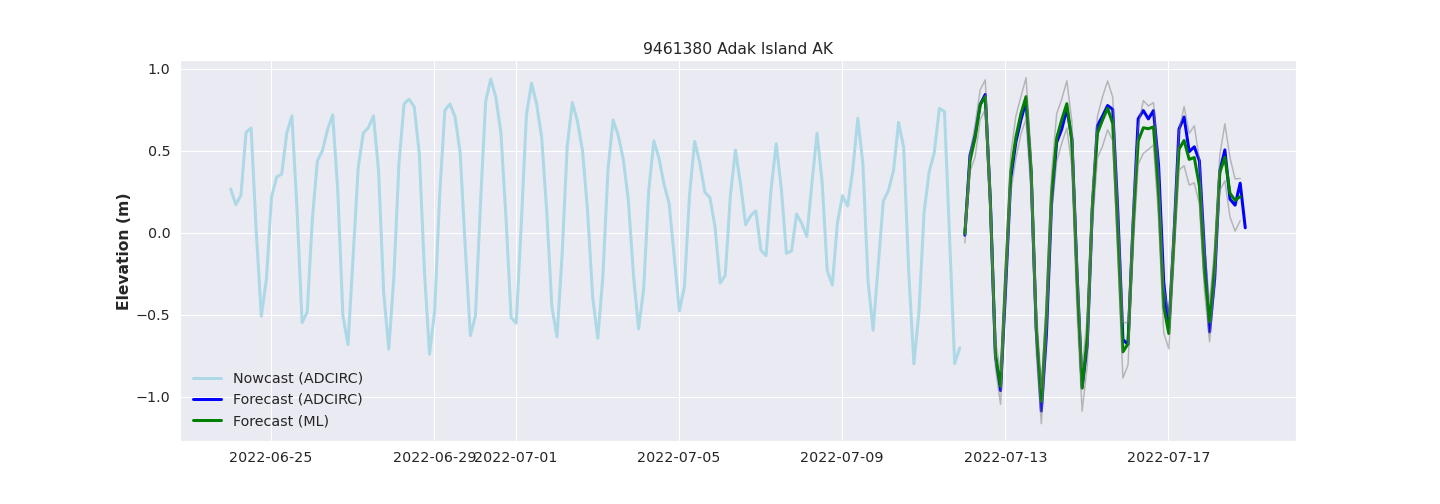 9461380 Adak Island AK
Elevation (m)
1.0
0.5
0.0
−0.5
−1.0
Nowcast (ADCIRC)
Forecast (ADCIRC)
Forecast (ML)
2022-06-25 2022-06-29 2022-07-01 2022-07-05 2022-07-09 2022-07-13 2022-07-17